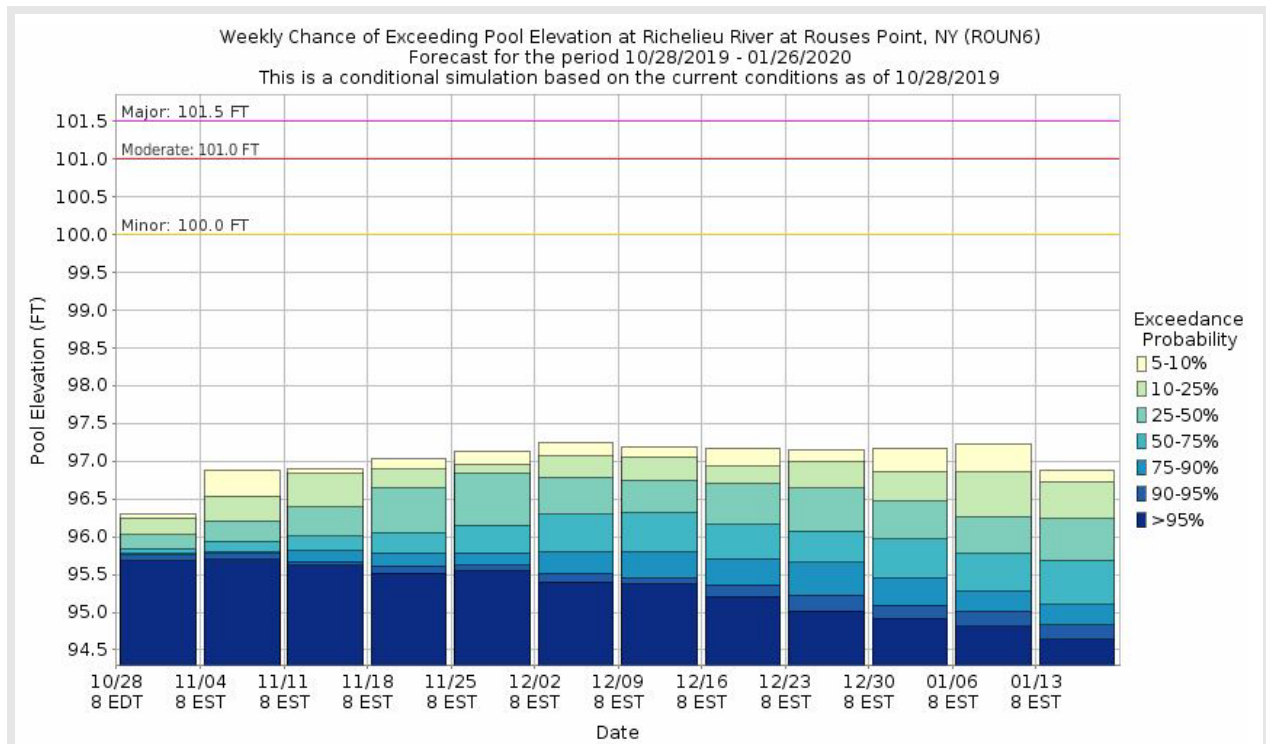 Weekly Chance of Exceeding Pool Elevation at Richelieu River at Rouses Point, NY (ROUN6)
Forecast for the period 10/28/2019 - 01/26/2020
This is a conditional simulation based on the current conditions as of 10/28/2019
Major: 101.5 FT
Moderate: 101.0 FT
Minor: 100.0 FT
101.5
101.0
100.5
100.0
99.5
99.0
98.5
98.0
97.5
97.0
96.5
96.0
95.5
95.0
94.5
Pool Elevation (FT)
10/28 11/04 11/11 11/18 11/25 12/02 12/09 12/16 12/23 12/30 01/06 01/13
8 EDT 8 EST 8 EST 8 EST 8 EST 8 EST 8 EST 8 EST 8 EST 8 EST 8 EST 8 EST
Date
Exceedance
Probability
5-10%
10-25%
25-50%
50-75%
75-90%
90-95%
>95%